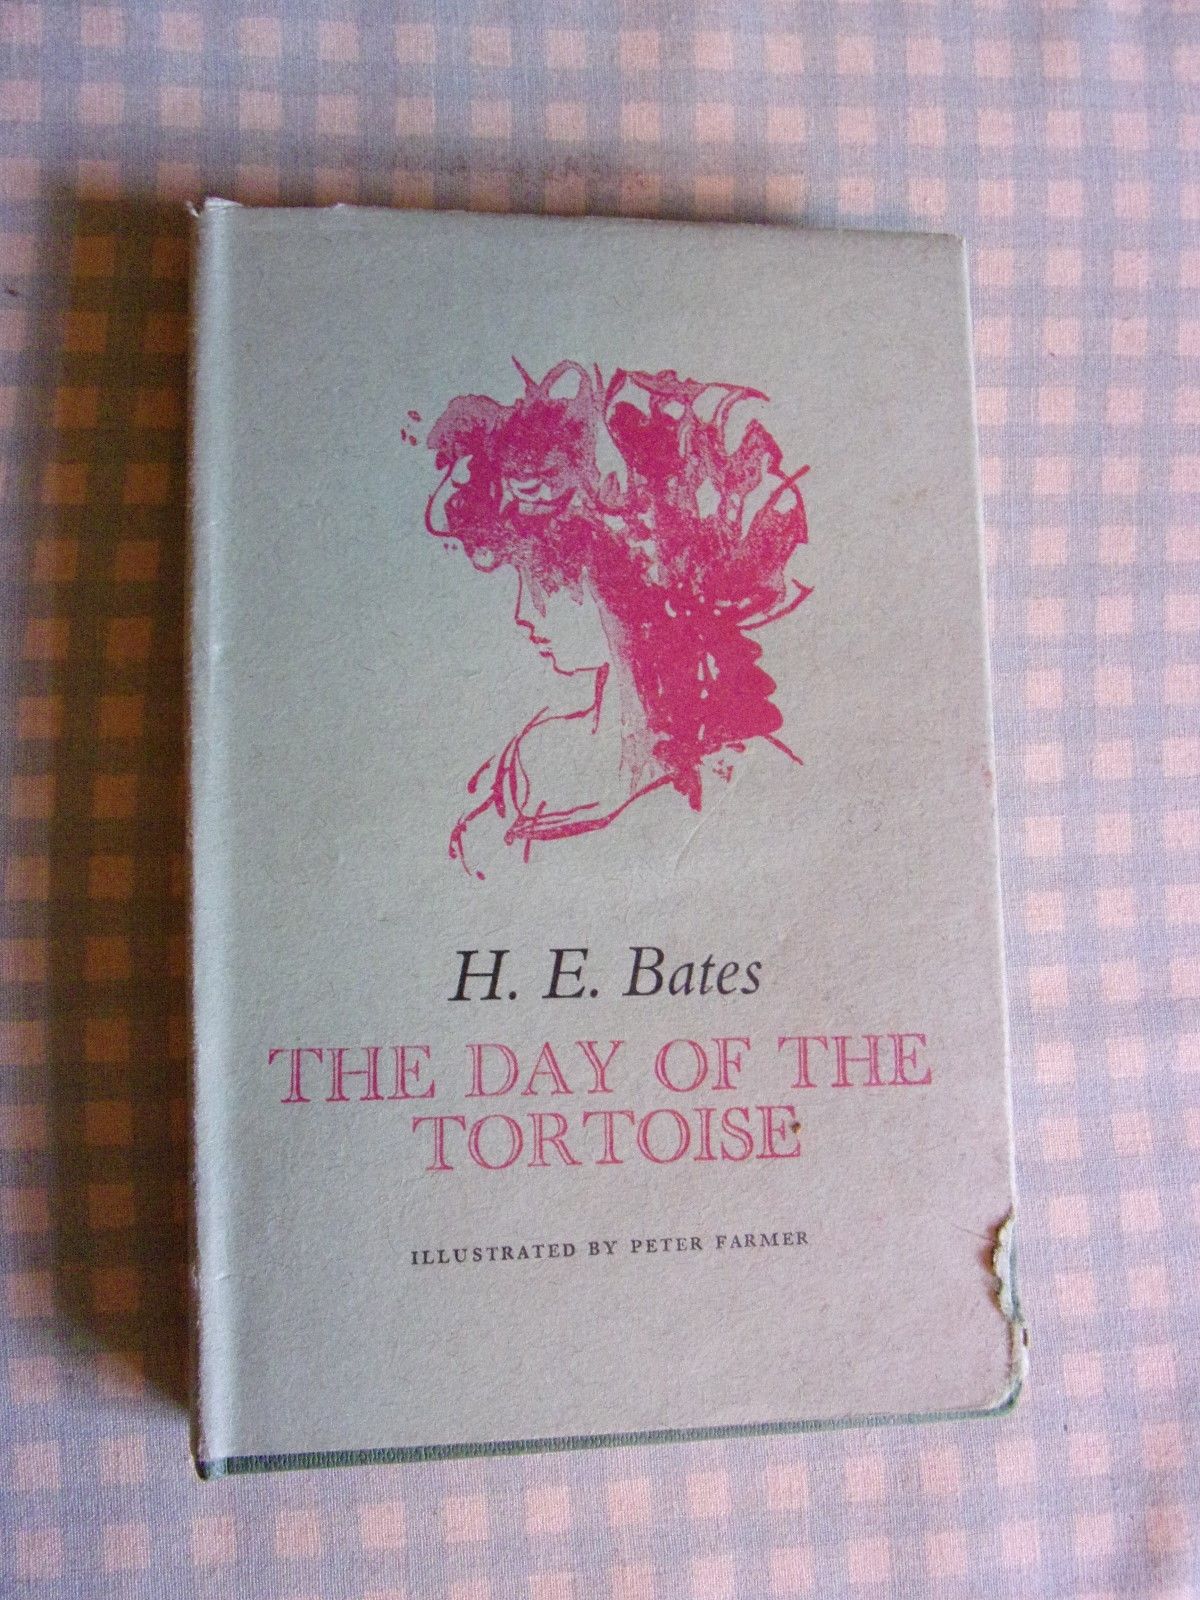 H. E. Bates
THE DAY OF THE
TORTOISE
ILLUSTRATED BY PETER FARMER